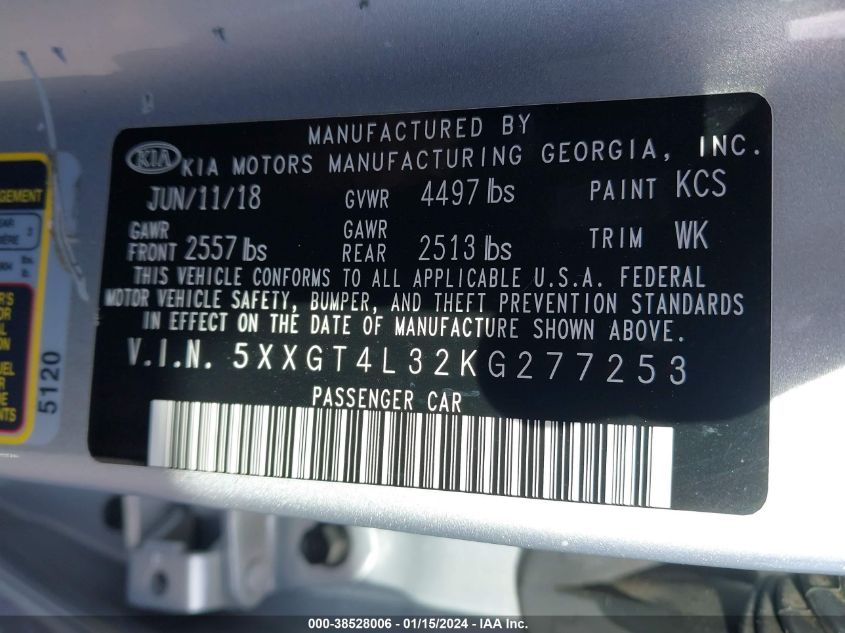 MANUFACTURED BY
KIA KIA MOTORS MANUFACTURING GEORGIA, INC.
JUN/11/18 GVWR 4497 lbs PAINT KCS
GAWR FRONT 2557 lbs GAWR REAR 2513 lbs TRIM WK
THIS VEHICLE CONFORMS TO ALL APPLICABLE U.S.A. FEDERAL
MOTOR VEHICLE SAFETY, BUMPER, AND THEFT PREVENTION STANDARDS
IN EFFECT ON THE DATE OF MANUFACTURE SHOWN ABOVE.
V.I.N. 5XXGT4L32KG277253
PASSENGER CAR
5120
000-38528006 - 01/15/2024 - IAA Inc.